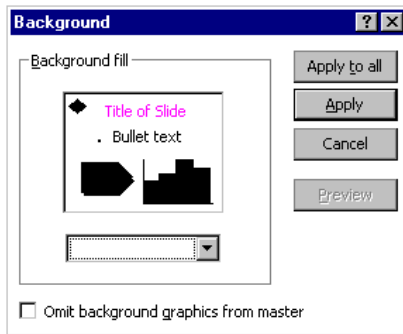 Background
Background fill
Title of Slide
. Bullet text
Apply to all
Apply
Cancel
Preview
Omit background graphics from master